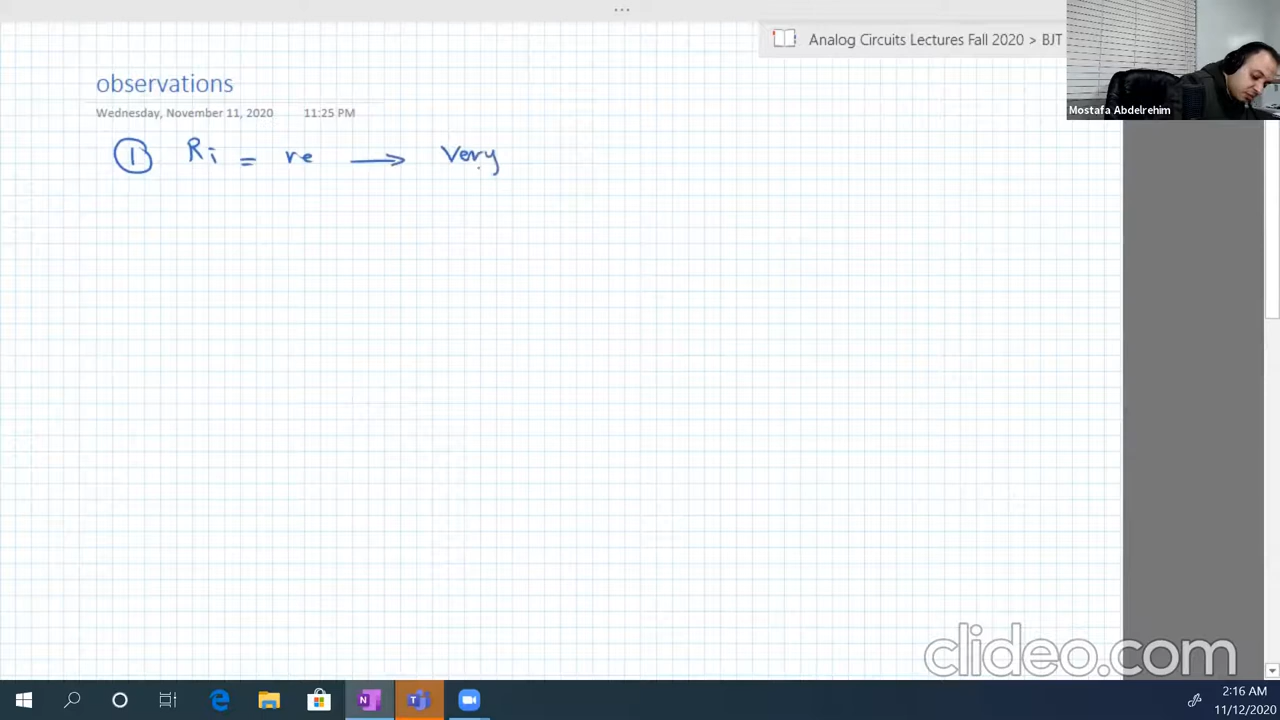 ...
Analog Circuits Lectures Fall 2020 > BJT
Mostafa Abdelrehim
observations
Wednesday, November 11, 2020 11:25 PM
① Ri = re → Very
clideo.com
2:16 AM
11/12/2020